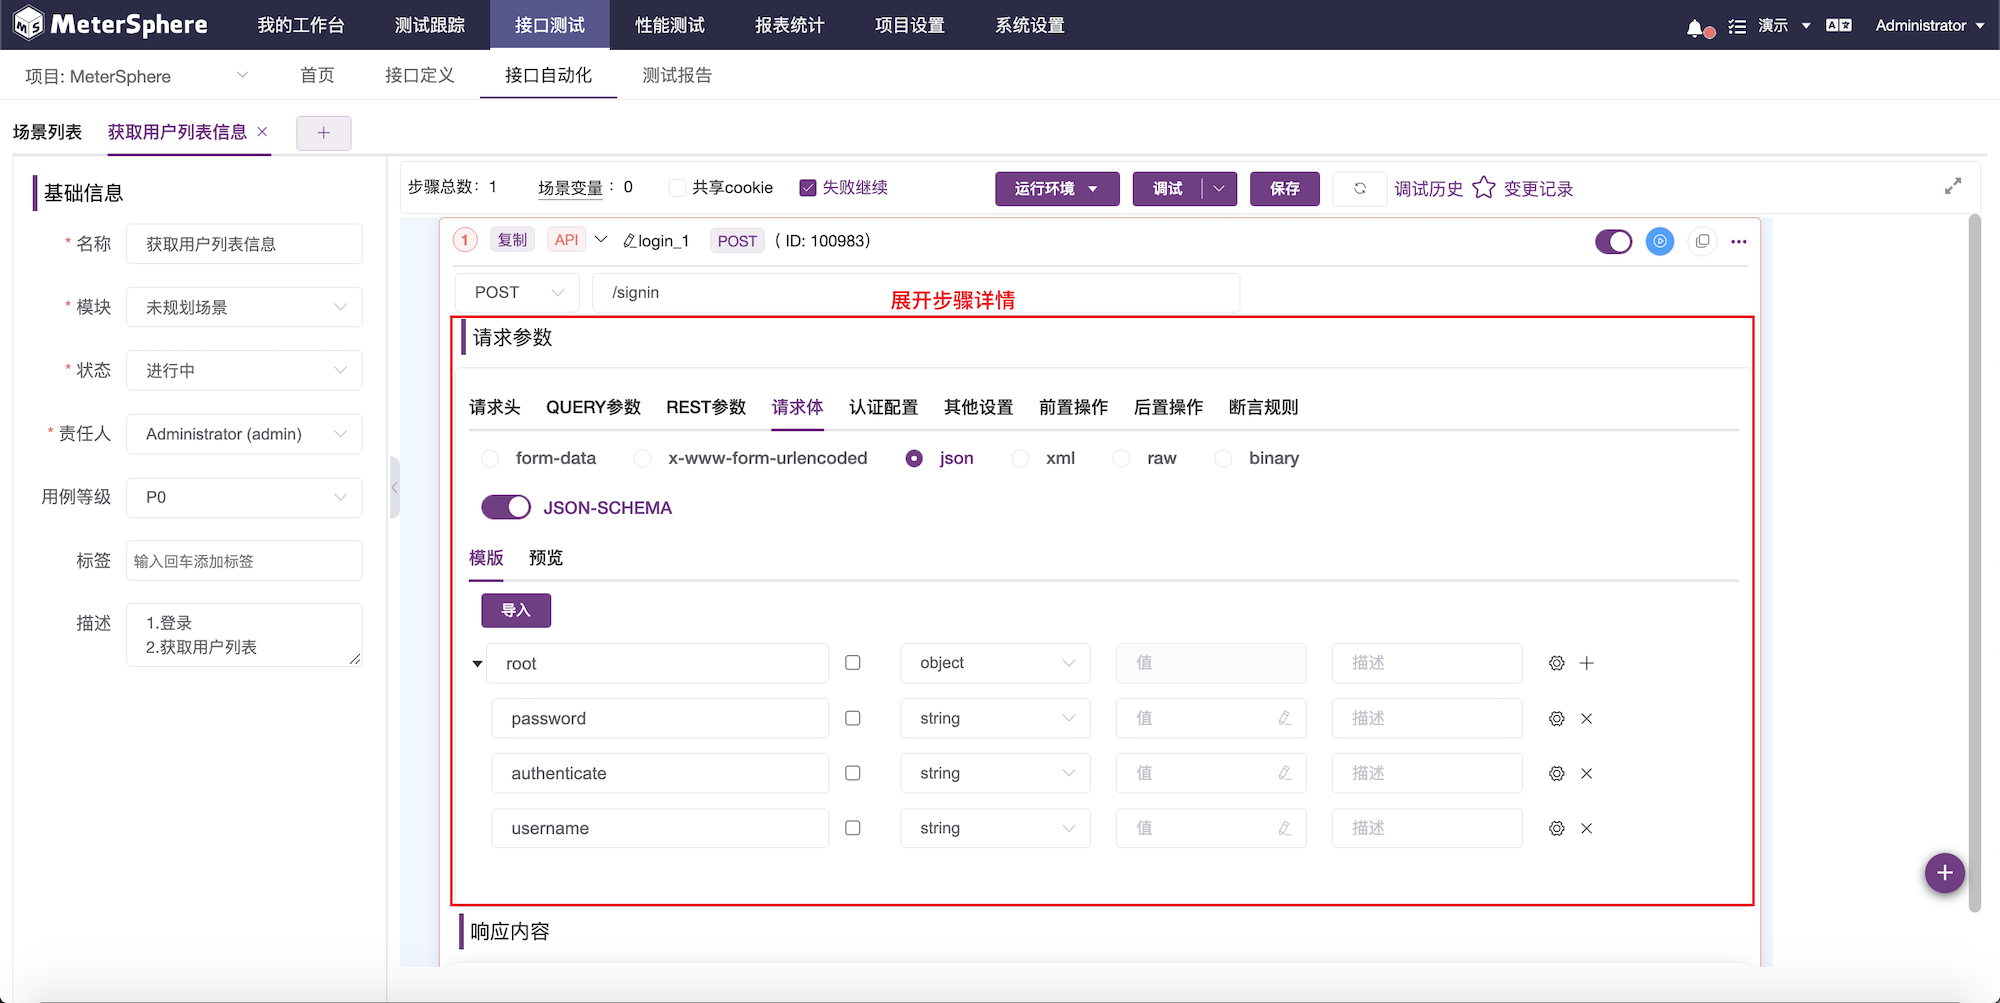 MeterSphere 我的工作台 测试跟踪 接口测试 性能测试 报表统计 项目设置 系统设置 演示 Administrator
项目: MeterSphere 首页 接口定义 接口自动化 测试报告
场景列表 获取用户列表信息
基础信息
* 名称 获取用户列表信息
* 模块 未规划场景
* 状态 进行中
* 责任人 Administrator (admin)
用例等级 P0
标签 输入回车添加标签
描述 1.登录
2.获取用户列表
步骤总数：1 场景变量：0 共享cookie 失败继续 运行环境 调试 保存 调试历史 变更记录
1 复制 API login_1 POST ( ID: 100983)
POST /signin
展开步骤详情
请求参数
请求头 QUERY参数 REST参数 请求体 认证配置 其他设置 前置操作 后置操作 断言规则
form-data x-www-form-urlencoded json xml raw binary
JSON-SCHEMA
模版 预览
导入
root object 值 描述
password string 值 描述
authenticate string 值 描述
username string 值 描述
响应内容